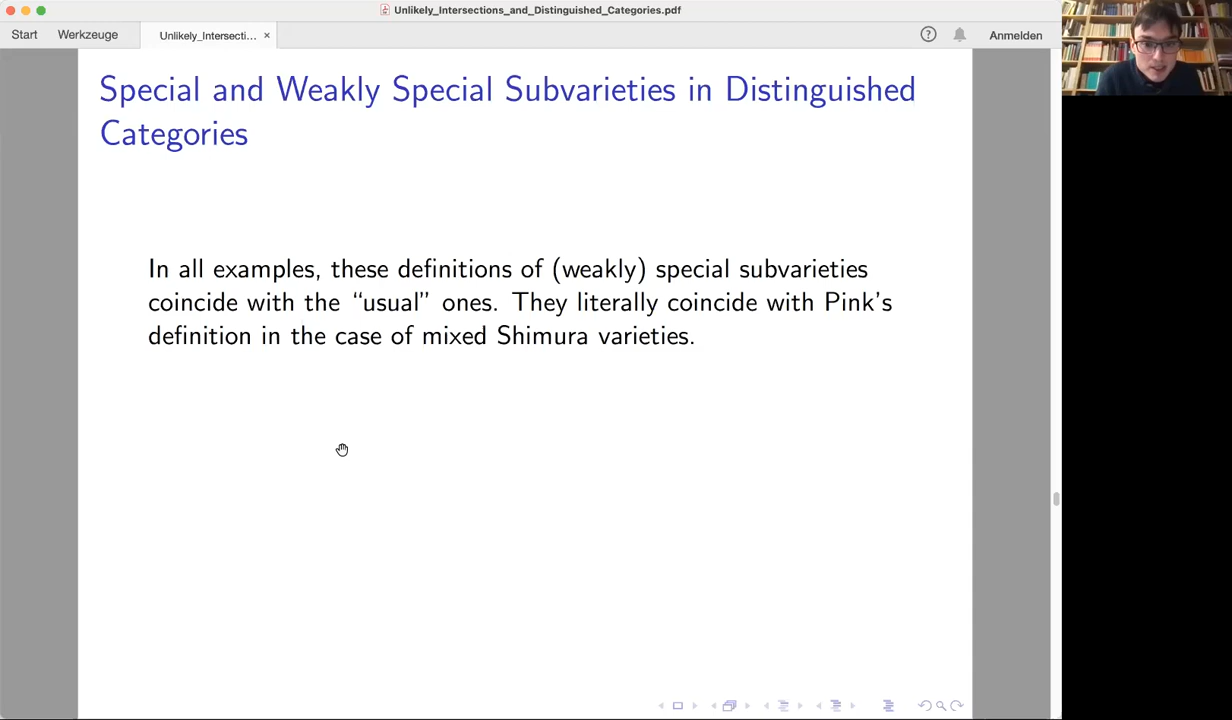 Unlikely_Intersections_and_Distinguished_Categories.pdf
Start Werkzeuge Unlikely_Intersecti... × ? Anmelden
Special and Weakly Special Subvarieties in Distinguished
Categories
In all examples, these definitions of (weakly) special subvarieties
coincide with the “usual” ones. They literally coincide with Pink’s
definition in the case of mixed Shimura varieties.